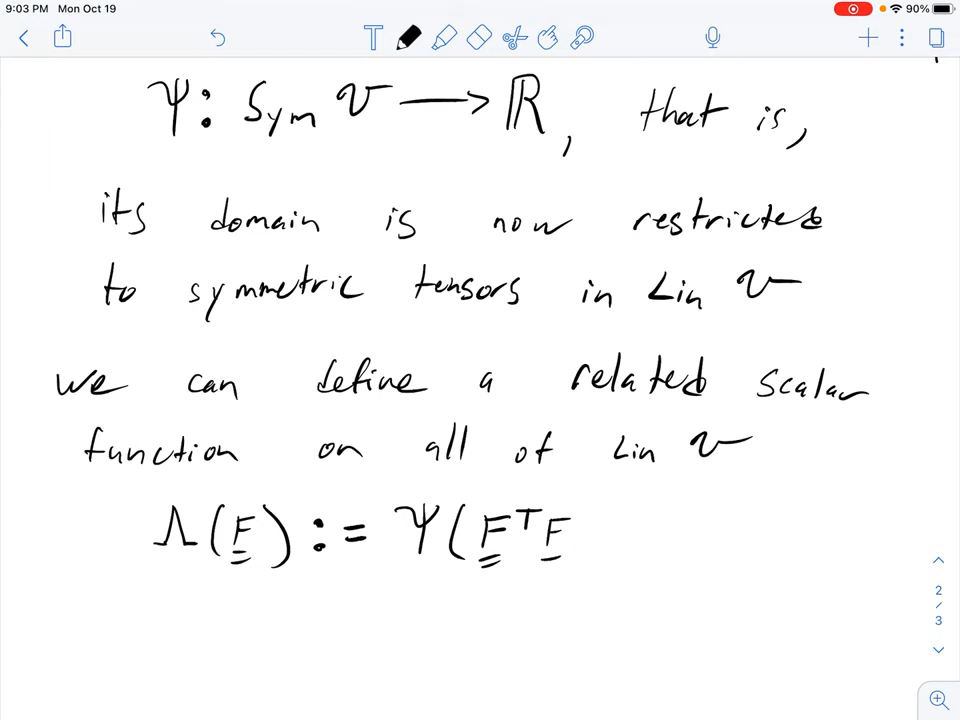 9:03 PM Mon Oct 19
90%
T
Ψ: Sym V → ℝ, that is,
its domain is now restricted
to symmetric tensors in Lin V
we can define a related scalar
function on all of Lin V
Λ(F) := Ψ(FᵀF
2
/
3